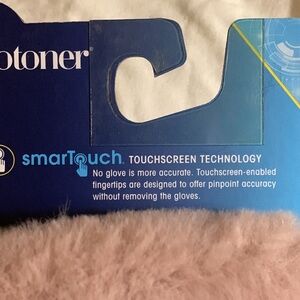 otoner
smarTouch. TOUCHSCREEN TECHNOLOGY
No glove is more accurate. Touchscreen-enabled
fingertips are designed to offer pinpoint accuracy
without removing the gloves.